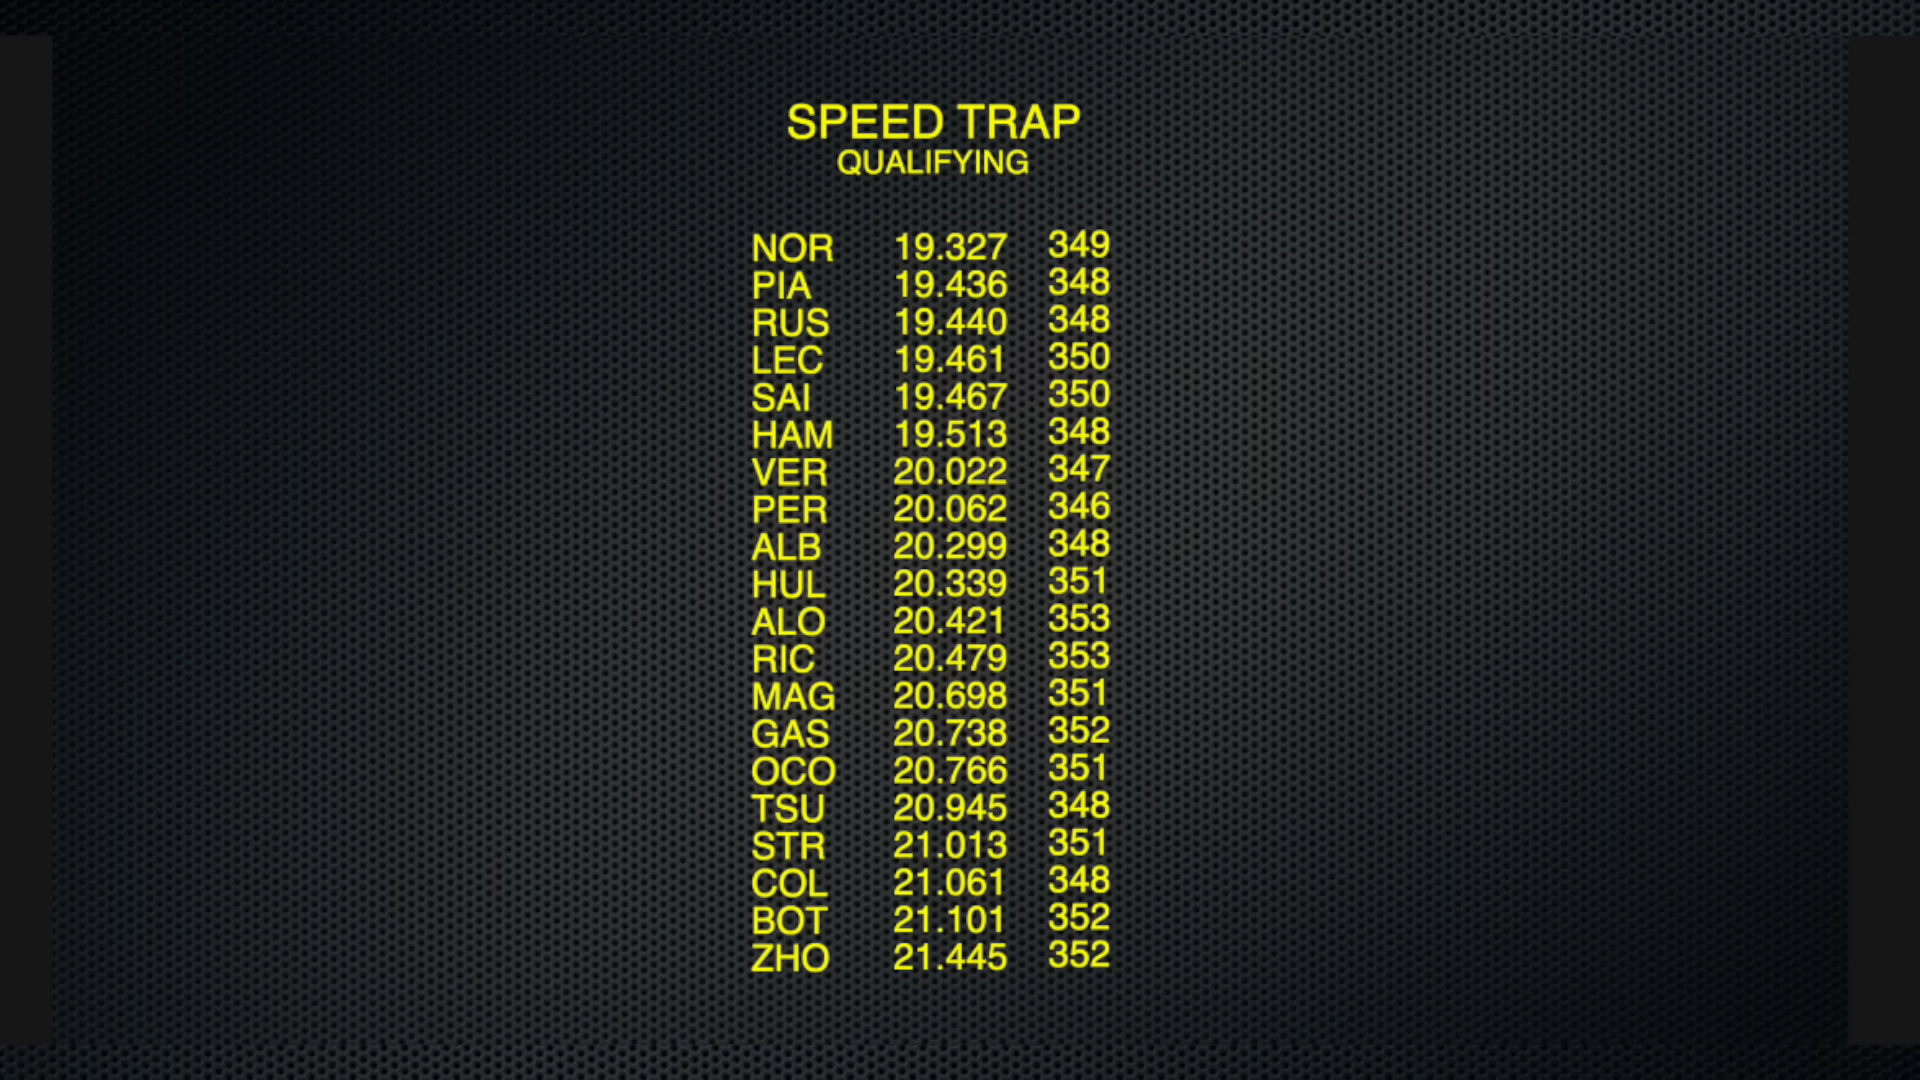 SPEED TRAP
QUALIFYING
NOR 19.327 349
PIA 19.436 348
RUS 19.440 348
LEC 19.461 350
SAI 19.467 350
HAM 19.513 348
VER 20.022 347
PER 20.062 346
ALB 20.299 348
HUL 20.339 351
ALO 20.421 353
RIC 20.479 353
MAG 20.698 351
GAS 20.738 352
OCO 20.766 351
TSU 20.945 348
STR 21.013 351
COL 21.061 348
BOT 21.101 352
ZHO 21.445 352